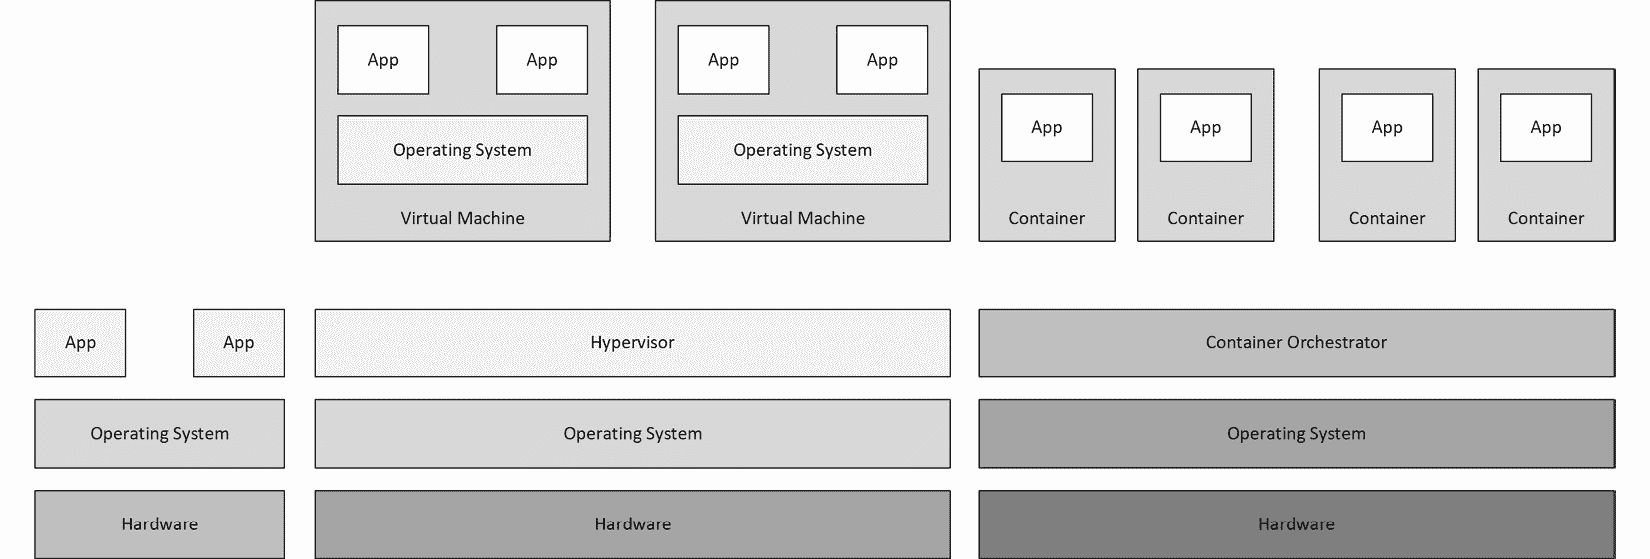 App App
Operating System
Hardware
App App
Operating System
Virtual Machine
App App
Operating System
Virtual Machine
Hypervisor
Operating System
Hardware
App
Container
App
Container
App
Container
App
Container
Container Orchestrator
Operating System
Hardware